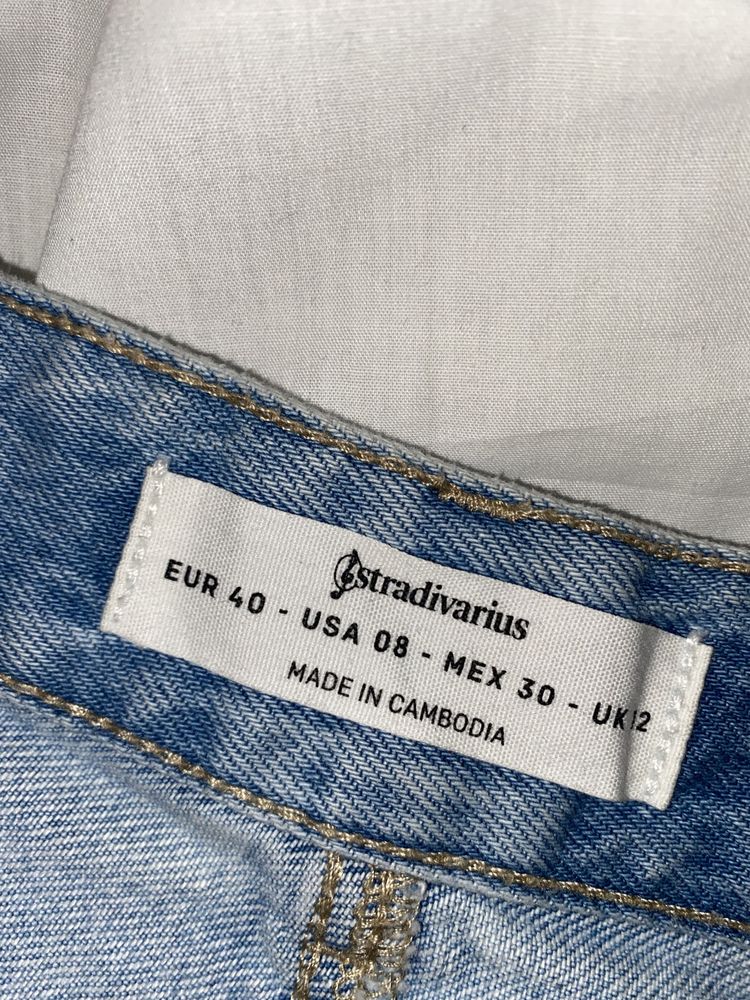 stradivarius
EUR 40 - USA 08 - MEX 30 - UK12
MADE IN CAMBODIA